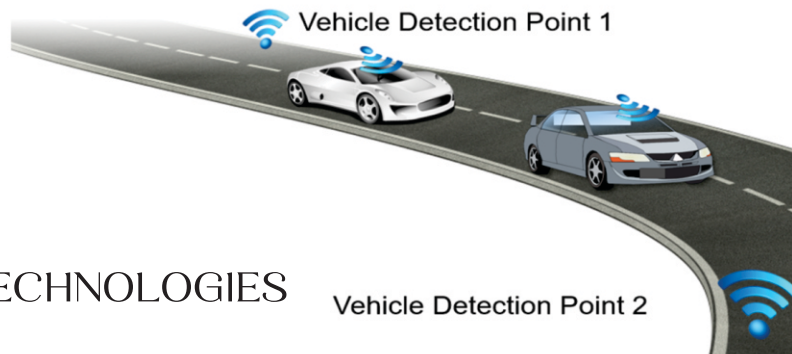 Vehicle Detection Point 1
ECHNOLOGIES
Vehicle Detection Point 2